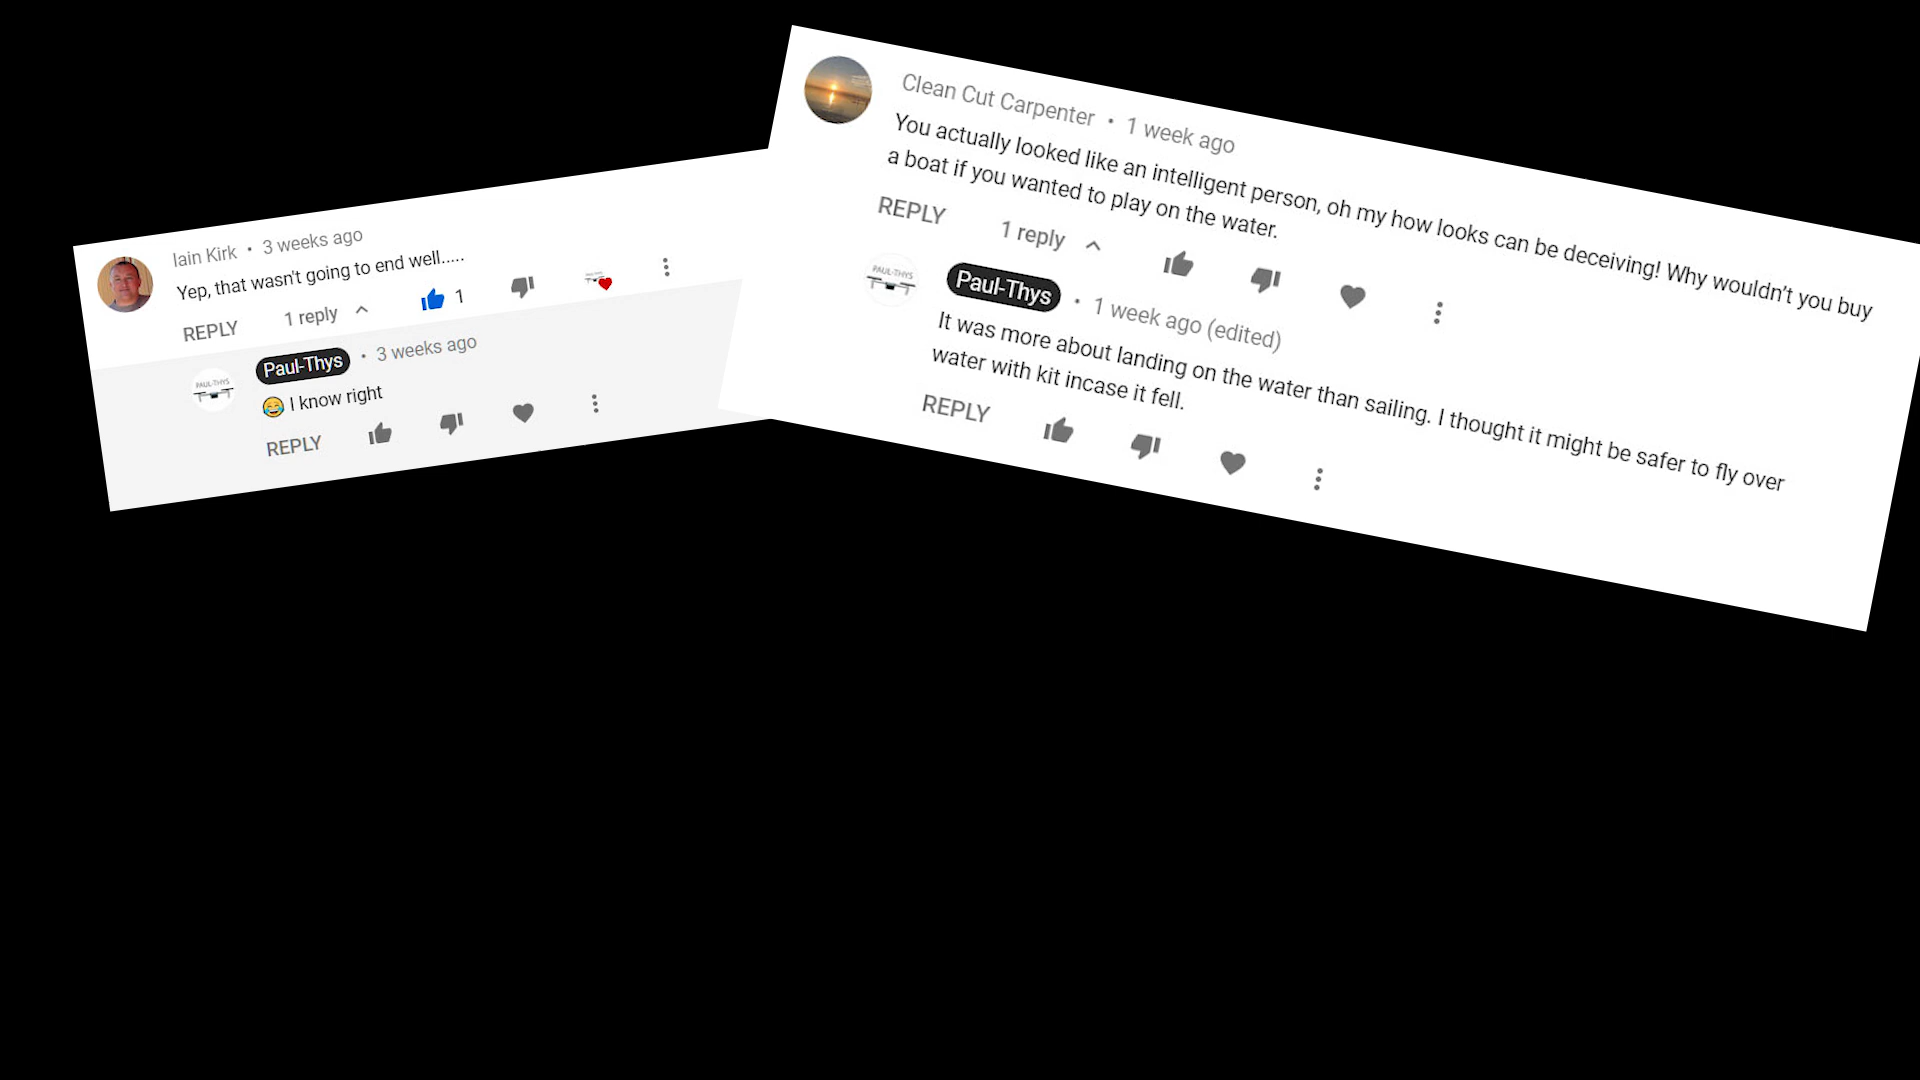 Iain Kirk • 3 weeks ago
Yep, that wasn't going to end well.....
REPLY 1 reply 1
PAUL-THYS
Paul-Thys • 3 weeks ago
😂 I know right
REPLY
Clean Cut Carpenter • 1 week ago
You actually looked like an intelligent person, oh my how looks can be deceiving! Why wouldn't you buy
a boat if you wanted to play on the water.
REPLY 1 reply
PAUL-THYS
Paul-Thys • 1 week ago (edited)
It was more about landing on the water than sailing. I thought it might be safer to fly over
water with kit incase it fell.
REPLY